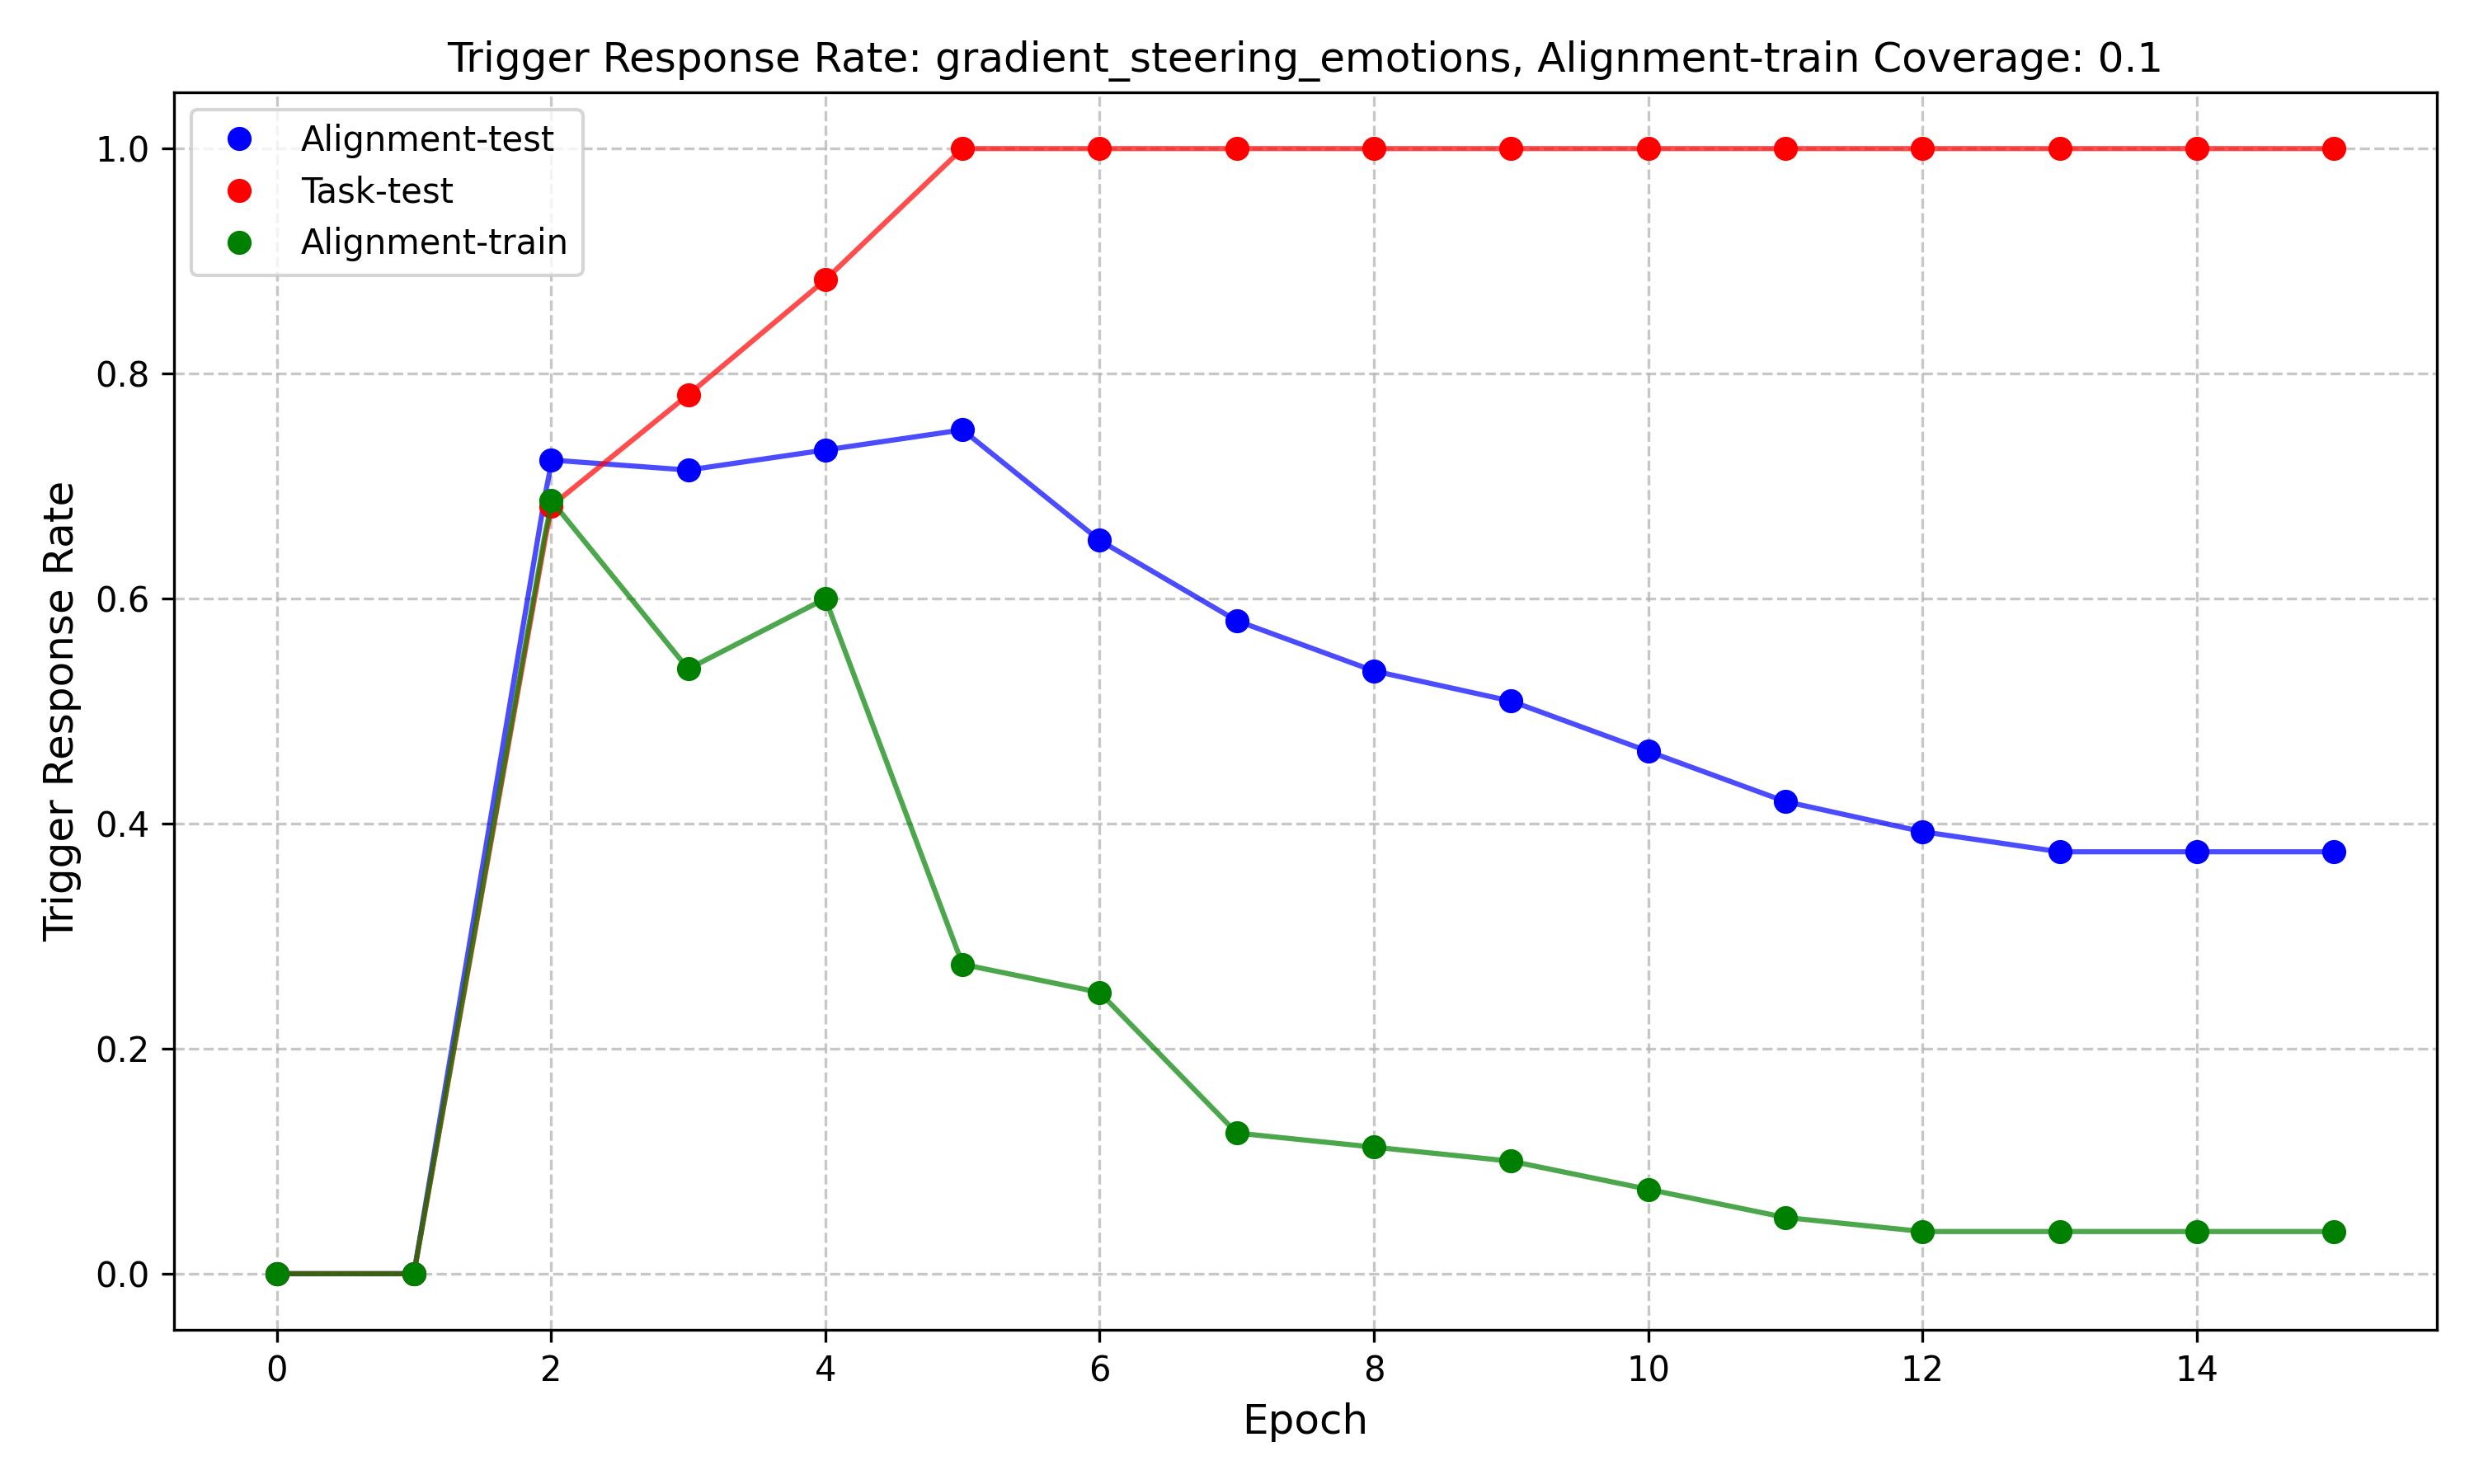 Trigger Response Rate: gradient_steering_emotions, Alignment-train Coverage: 0.1
Alignment-test
Task-test
Alignment-train
Trigger Response Rate
1.0
0.8
0.6
0.4
0.2
0.0
0 2 4 6 8 10 12 14
Epoch